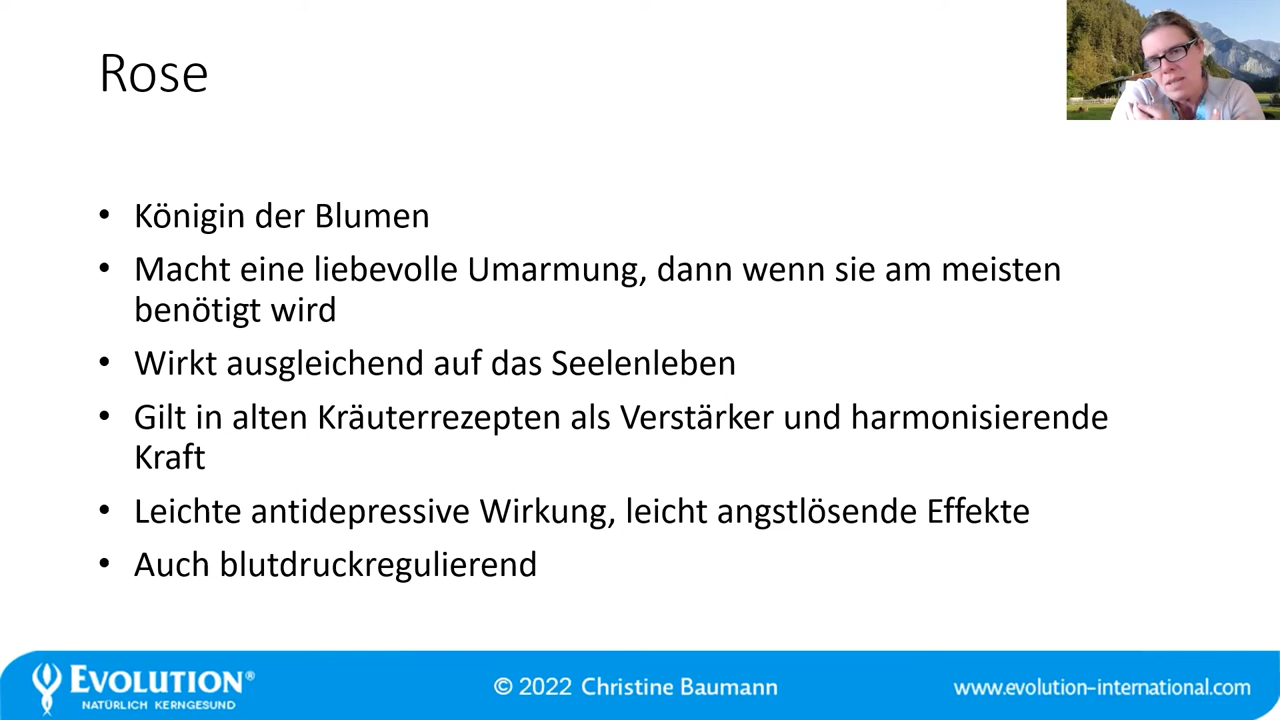 Rose
• Königin der Blumen
• Macht eine liebevolle Umarmung, dann wenn sie am meisten
benötigt wird
• Wirkt ausgleichend auf das Seelenleben
• Gilt in alten Kräuterrezepten als Verstärker und harmonisierende
Kraft
• Leichte antidepressive Wirkung, leicht angstlösende Effekte
• Auch blutdruckregulierend
EVOLUTION®
NATÜRLICH KERNGESUND
© 2022 Christine Baumann
www.evolution-international.com